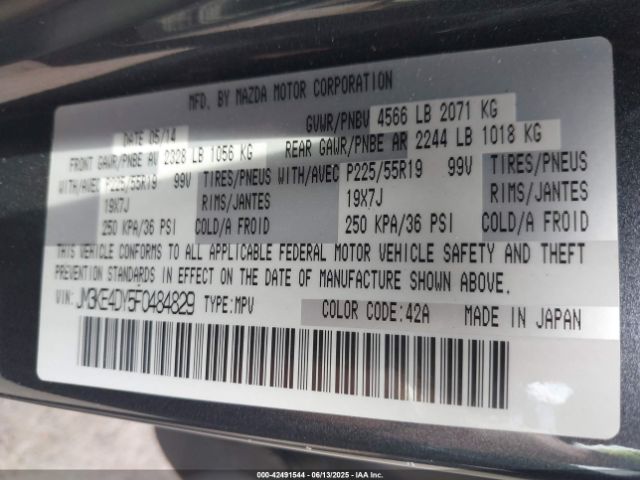 MFD. BY MAZDA MOTOR CORPORATION
DATE 05/14 GVWR/PNBV 4566 LB 2071 KG
FRONT GAWR/PNBE AV 2328 LB 1056 KG REAR GAWR/PNBE AR 2244 LB 1018 KG
WITH/AVEC P225/55R19 99V TIRES/PNEUS WITH/AVEC P225/55R19 99V TIRES/PNEUS
19X7J RIMS/JANTES 19X7J RIMS/JANTES
250 KPA/36 PSI COLD/A FROID 250 KPA/36 PSI COLD/A FROID
THIS VEHICLE CONFORMS TO ALL APPLICABLE FEDERAL MOTOR VEHICLE SAFETY AND THEFT
PREVENTION STANDARDS IN EFFECT ON THE DATE OF MANUFACTURE SHOWN ABOVE.
VIN: JM3KE4DY5F0484829 TYPE:MPV COLOR CODE:42A MADE IN JAPAN
000-42491544 - 06/13/2025 - IAA Inc.